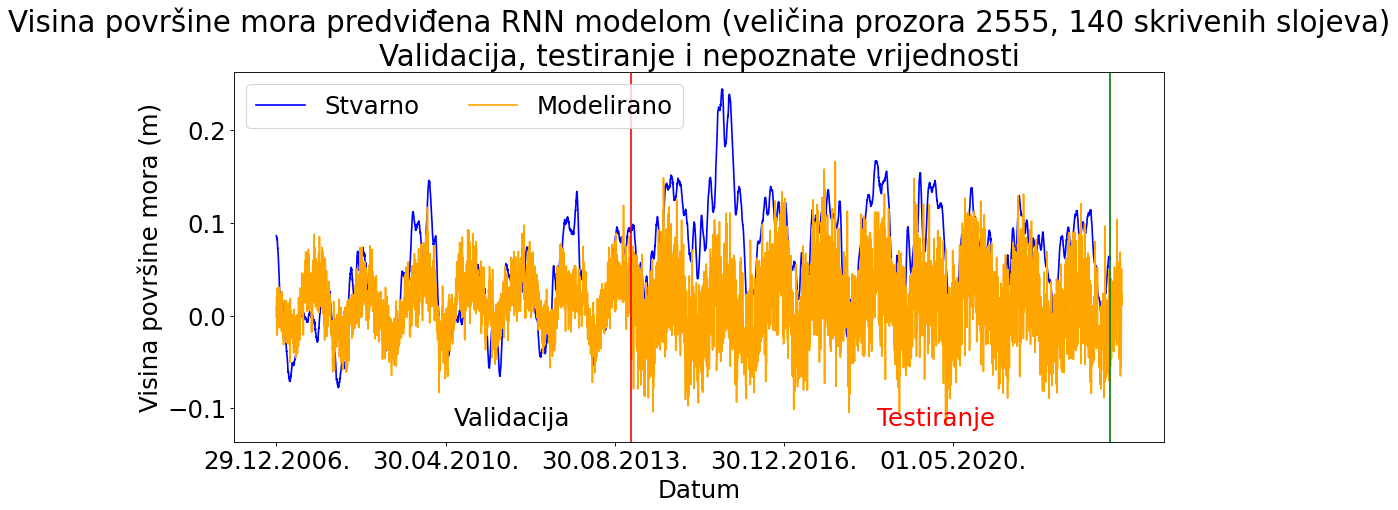 Visina površine mora predviđena RNN modelom (veličina prozora 2555, 140 skrivenih slojeva)
Validacija, testiranje i nepoznate vrijednosti
Stvarno Modelirano
Visina površine mora (m)
0.2
0.1
0.0
−0.1
Validacija Testiranje
29.12.2006. 30.04.2010. 30.08.2013. 30.12.2016. 01.05.2020.
Datum